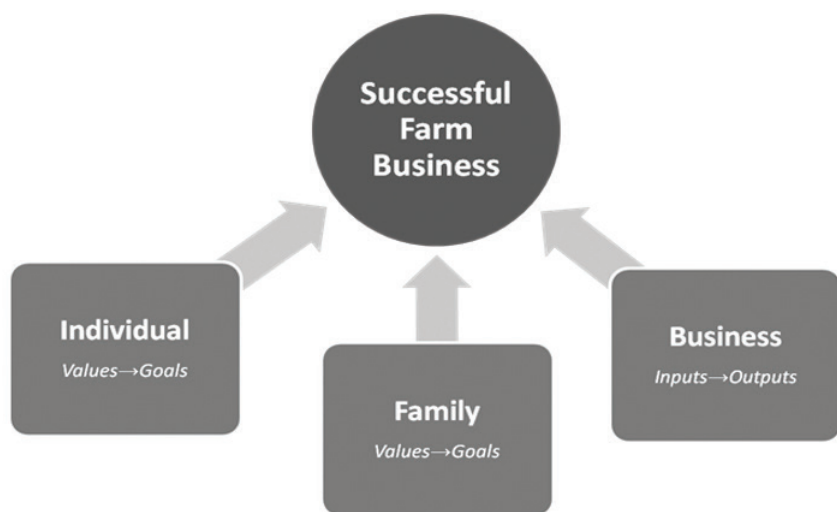 Successful
Farm
Business
Individual
Values→Goals
Family
Values→Goals
Business
Inputs→Outputs